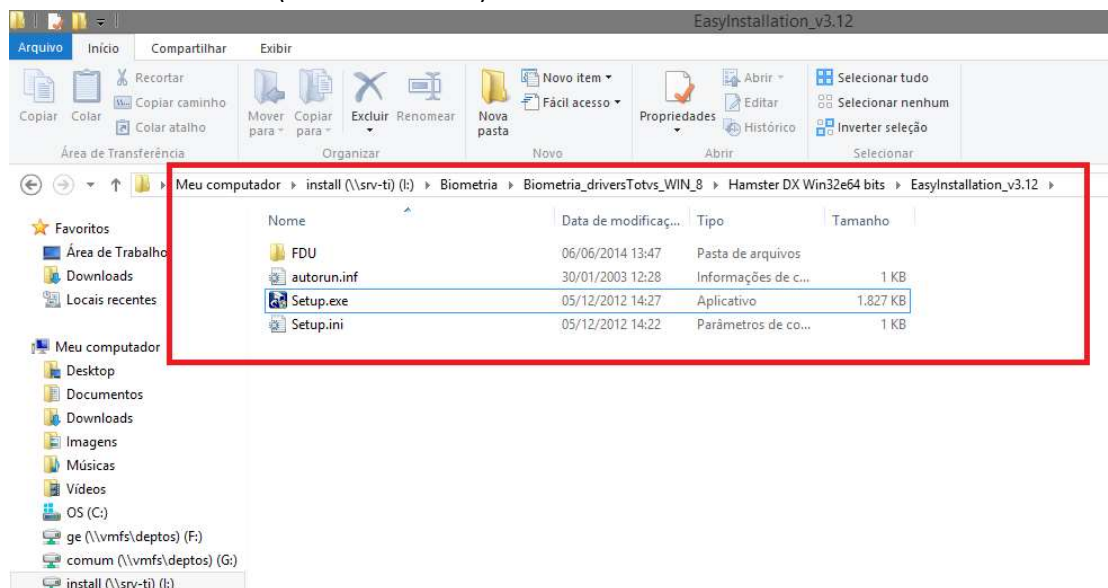 EasyInstallation_v3.12
Arquivo Início Compartilhar Exibir
Copiar
Colar
Recortar
Copiar caminho
Colar atalho
Área de Transferência
Mover para
Copiar para
Excluir
Renomear
Organizar
Nova pasta
Novo item
Fácil acesso
Novo
Propriedades
Abrir
Editar
Histórico
Abrir
Selecionar tudo
Selecionar nenhum
Inverter seleção
Selecionar
Meu computador install (\\srv-ti) (I:) Biometria Biometria_driversTotvs_WIN_8 Hamster DX Win32e64 bits EasyInstallation_v3.12
Nome Data de modificaç... Tipo Tamanho
FDU 06/06/2014 13:47 Pasta de arquivos
autorun.inf 30/01/2003 12:28 Informações de c... 1 KB
Setup.exe 05/12/2012 14:27 Aplicativo 1.827 KB
Setup.ini 05/12/2012 14:22 Parâmetros de co... 1 KB
Favoritos
Área de Trabalho
Downloads
Locais recentes
Meu computador
Desktop
Documentos
Downloads
Imagens
Músicas
Vídeos
OS (C:)
ge (\\vmfs\deptos) (F:)
comum (\\vmfs\deptos) (G:)
install (\\srv-ti) (I:)